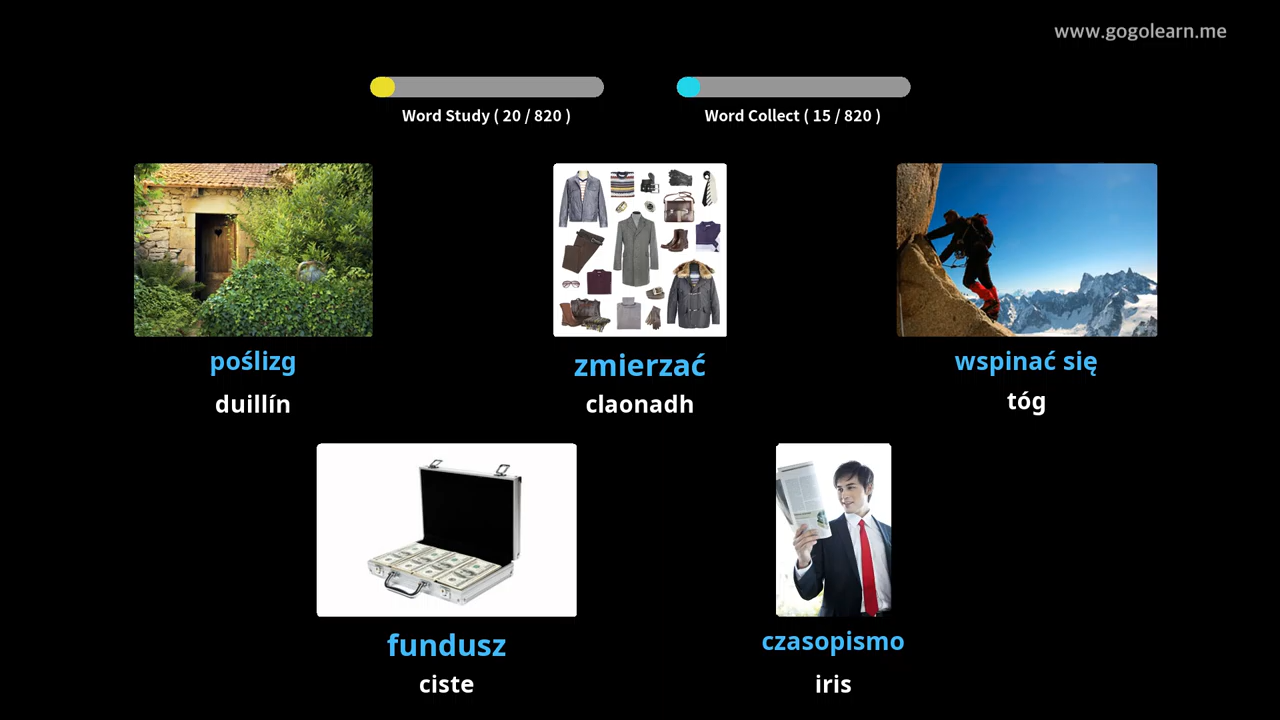 www.gogolearn.me
Word Study ( 20 / 820 )
Word Collect ( 15 / 820 )
poślizg
duillín
zmierzać
claonadh
wspinać się
tóg
fundusz
ciste
czasopismo
iris